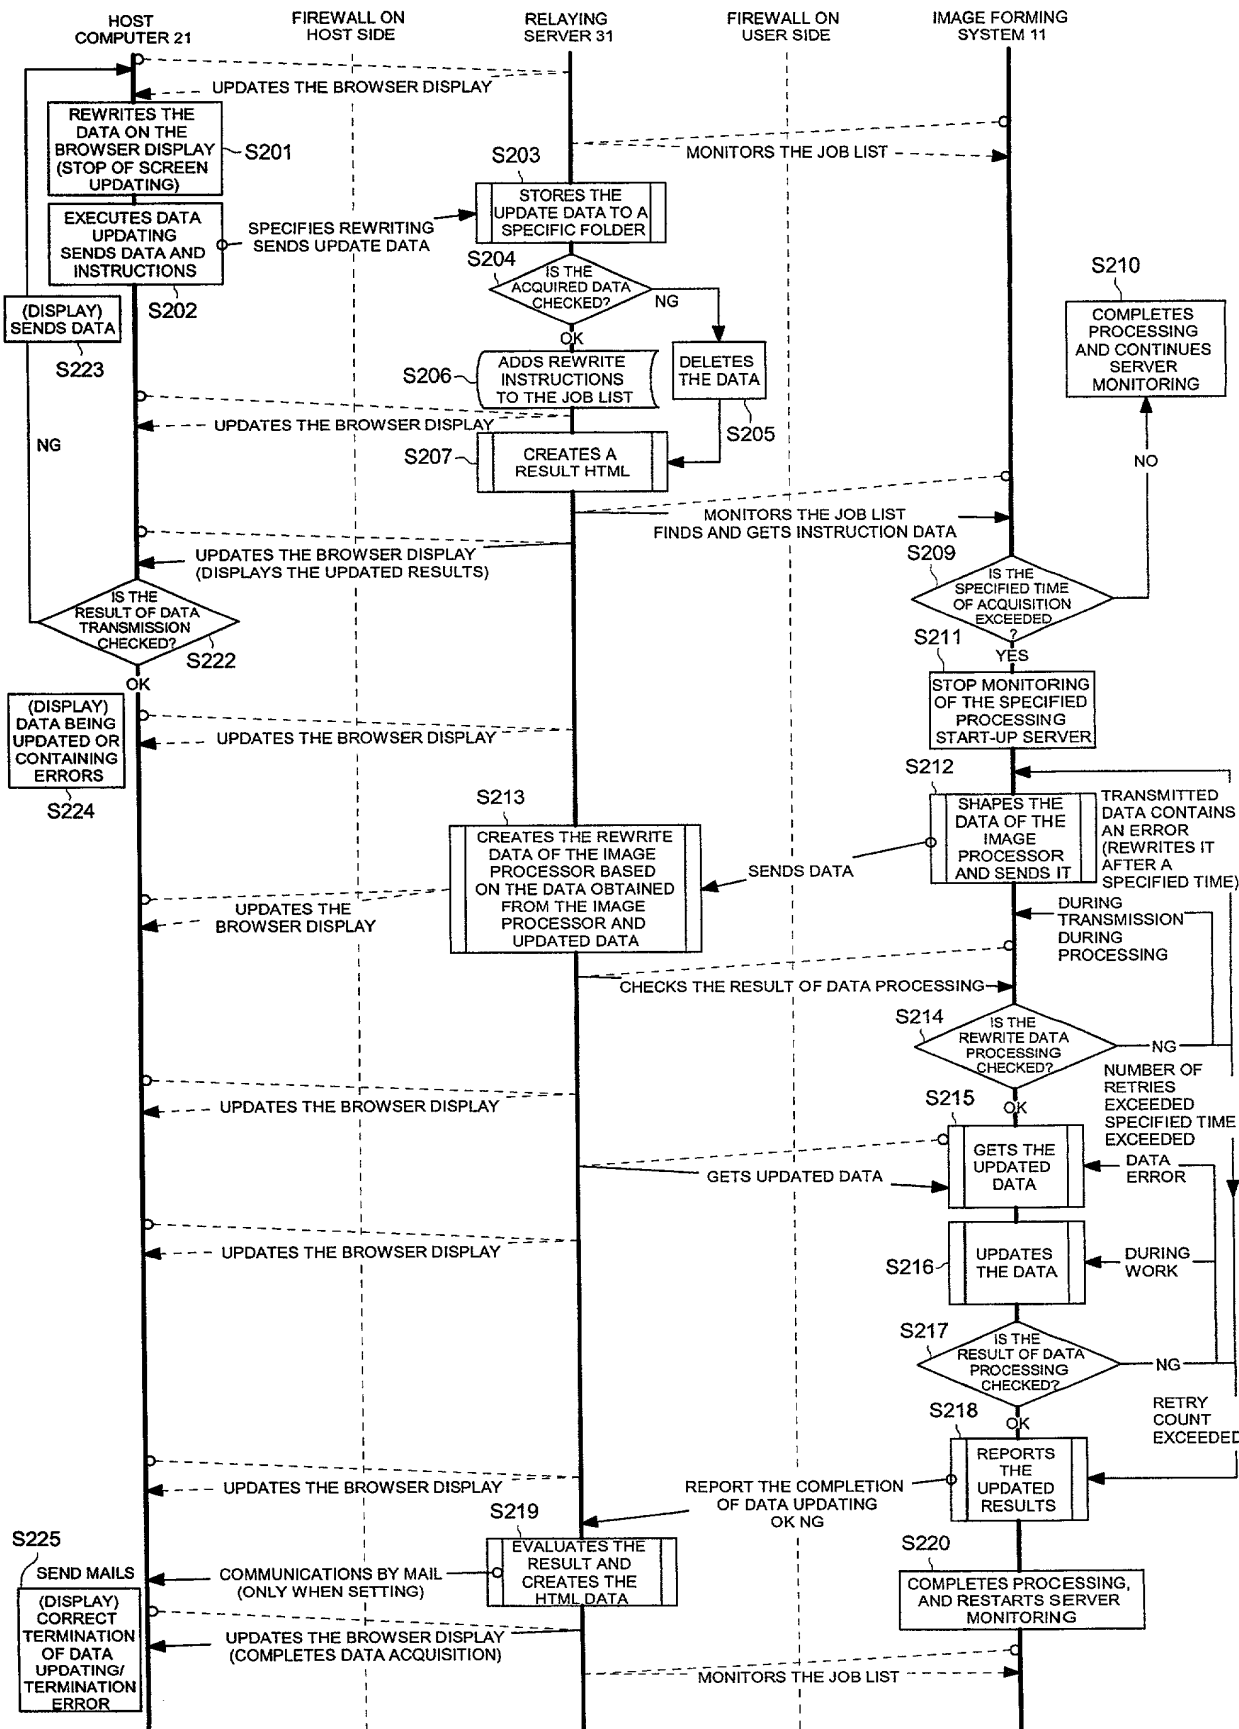 HOST
COMPUTER 21
FIREWALL ON
HOST SIDE
RELAYING
SERVER 31
FIREWALL ON
USER SIDE
IMAGE FORMING
SYSTEM 11
UPDATES THE BROWSER DISPLAY
REWRITES THE
DATA ON THE
BROWSER DISPLAY
(STOP OF SCREEN
UPDATING)
S201
MONITORS THE JOB LIST
S203
STORES THE
UPDATE DATA TO A
SPECIFIC FOLDER
EXECUTES DATA
UPDATING
SENDS DATA AND
INSTRUCTIONS
S202
SPECIFIES REWRITING
SENDS UPDATE DATA
S204
IS THE
ACQUIRED DATA
CHECKED?
NG
OK
S210
COMPLETES
PROCESSING
AND CONTINUES
SERVER
MONITORING
(DISPLAY)
SENDS DATA
S223
S206
ADDS REWRITE
INSTRUCTIONS
TO THE JOB LIST
DELETES
THE DATA
S205
UPDATES THE BROWSER DISPLAY
NG
S207
CREATES A
RESULT HTML
NO
MONITORS THE JOB LIST
FINDS AND GETS INSTRUCTION DATA
UPDATES THE BROWSER DISPLAY
(DISPLAYS THE UPDATED RESULTS)
S209
IS THE
SPECIFIED TIME
OF ACQUISITION
EXCEEDED
?
YES
IS THE
RESULT OF DATA
TRANSMISSION
CHECKED?
S222
OK
S211
STOP MONITORING
OF THE SPECIFIED
PROCESSING
START-UP SERVER
(DISPLAY)
DATA BEING
UPDATED OR
CONTAINING
ERRORS
S224
UPDATES THE BROWSER DISPLAY
S212
SHAPES THE
DATA OF THE
IMAGE
PROCESSOR
AND SENDS IT
TRANSMITTED
DATA CONTAINS
AN ERROR
(REWRITES IT
AFTER A
SPECIFIED TIME)
S213
CREATES THE REWRITE
DATA OF THE IMAGE
PROCESSOR BASED
ON THE DATA OBTAINED
FROM THE IMAGE
PROCESSOR AND
UPDATED DATA
SENDS DATA
UPDATES THE
BROWSER DISPLAY
DURING
TRANSMISSION
DURING
PROCESSING
CHECKS THE RESULT OF DATA PROCESSING
S214
IS THE
REWRITE DATA
PROCESSING
CHECKED?
NG
OK
NUMBER OF
RETRIES
EXCEEDED
SPECIFIED TIME
EXCEEDED
UPDATES THE BROWSER DISPLAY
S215
GETS THE
UPDATED
DATA
GETS UPDATED DATA
DATA
ERROR
UPDATES THE BROWSER DISPLAY
S216
UPDATES
THE DATA
DURING
WORK
S217
IS THE
RESULT OF DATA
PROCESSING
CHECKED?
NG
OK
RETRY
COUNT
EXCEEDED
S218
REPORTS
THE
UPDATED
RESULTS
UPDATES THE BROWSER DISPLAY
REPORT THE COMPLETION
OF DATA UPDATING
OK NG
S219
EVALUATES THE
RESULT AND
CREATES THE
HTML DATA
S220
COMPLETES PROCESSING,
AND RESTARTS SERVER
MONITORING
S225
SEND MAILS
COMMUNICATIONS BY MAIL
(ONLY WHEN SETTING)
(DISPLAY)
CORRECT
TERMINATION
OF DATA
UPDATING/
TERMINATION
ERROR
UPDATES THE BROWSER DISPLAY
(COMPLETES DATA ACQUISITION)
MONITORS THE JOB LIST